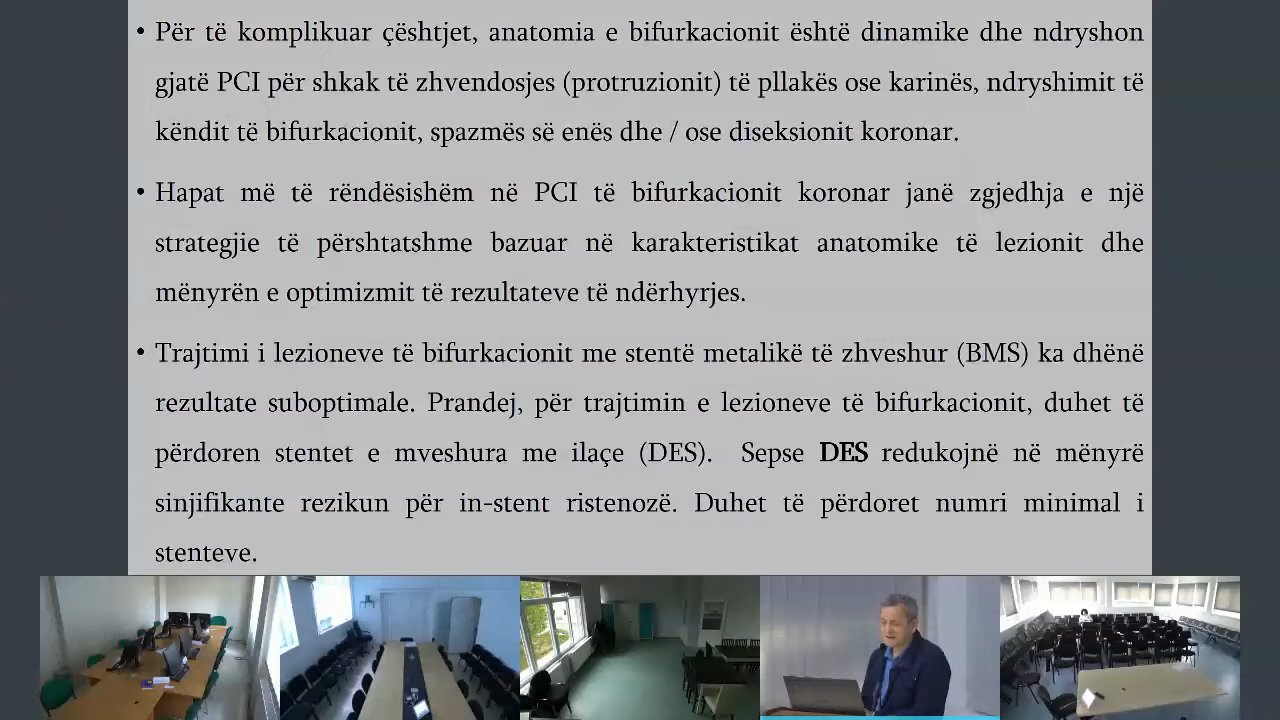 • Për të komplikuar çështjet, anatomia e bifurkacionit është dinamike dhe ndryshon
gjatë PCI për shkak të zhvendosjes (protruzionit) të pllakës ose karinës, ndryshimit të
këndit të bifurkacionit, spazmës së enës dhe / ose diseksionit koronar.
• Hapat më të rëndësishëm në PCI të bifurkacionit koronar janë zgjedhja e një
strategjie të përshtatshme bazuar në karakteristikat anatomike të lezionit dhe
mënyrën e optimizmit të rezultateve të ndërhyrjes.
• Trajtimi i lezioneve të bifurkacionit me stentë metalikë të zhveshur (BMS) ka dhënë
rezultate suboptimale. Prandej, për trajtimin e lezioneve të bifurkacionit, duhet të
përdoren stentet e mveshura me ilaçe (DES). Sepse DES redukojnë në mënyrë
sinjifikante rezikun për in-stent ristenozë. Duhet të përdoret numri minimal i
stenteve.